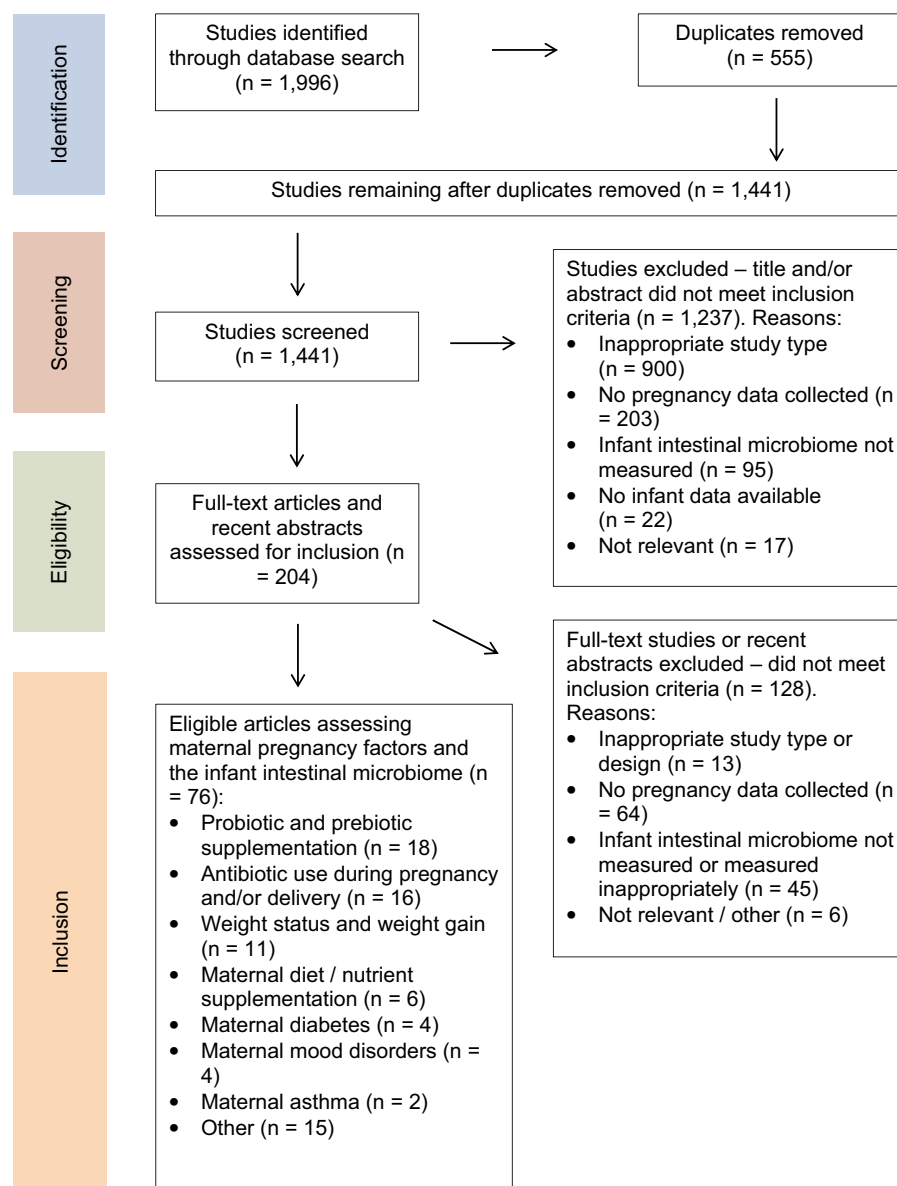 Identification
Studies identified
through database search
(n = 1,996)
Duplicates removed
(n = 555)
Studies remaining after duplicates removed (n = 1,441)
Screening
Studies screened
(n = 1,441)
Studies excluded – title and/or
abstract did not meet inclusion
criteria (n = 1,237). Reasons:
• Inappropriate study type
(n = 900)
• No pregnancy data collected (n
= 203)
• Infant intestinal microbiome not
measured (n = 95)
• No infant data available
(n = 22)
• Not relevant (n = 17)
Eligibility
Full-text articles and
recent abstracts
assessed for inclusion (n
= 204)
Full-text studies or recent
abstracts excluded – did not meet
inclusion criteria (n = 128).
Reasons:
• Inappropriate study type or
design (n = 13)
• No pregnancy data collected (n
= 64)
• Infant intestinal microbiome not
measured or measured
inappropriately (n = 45)
• Not relevant / other (n = 6)
Inclusion
Eligible articles assessing
maternal pregnancy factors and
the infant intestinal microbiome (n
= 76):
• Probiotic and prebiotic
supplementation (n = 18)
• Antibiotic use during pregnancy
and/or delivery (n = 16)
• Weight status and weight gain
(n = 11)
• Maternal diet / nutrient
supplementation (n = 6)
• Maternal diabetes (n = 4)
• Maternal mood disorders (n =
4)
• Maternal asthma (n = 2)
• Other (n = 15)